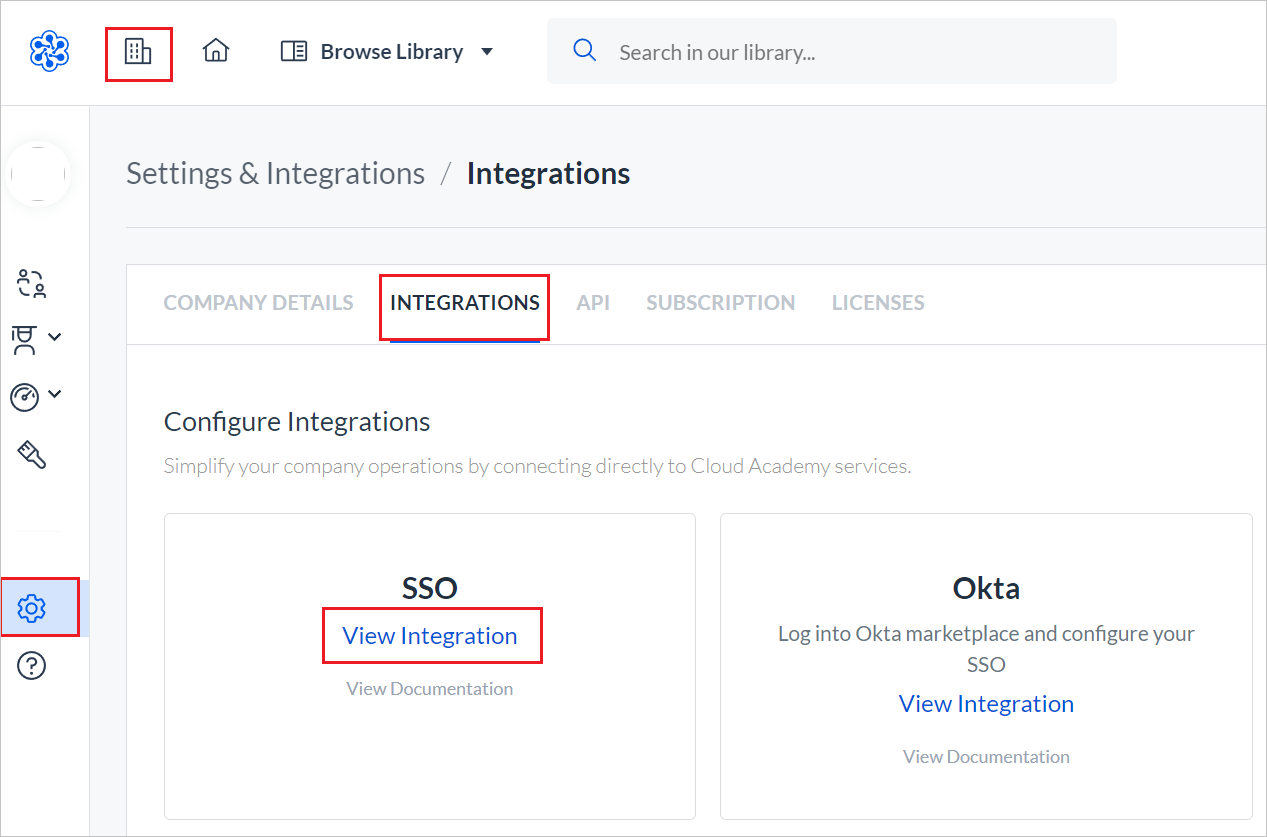 Browse Library
Search in our library...
Settings & Integrations / Integrations
COMPANY DETAILS INTEGRATIONS API SUBSCRIPTION LICENSES
Configure Integrations
Simplify your company operations by connecting directly to Cloud Academy services.
SSO
View Integration
View Documentation
Okta
Log into Okta marketplace and configure your
SSO
View Integration
View Documentation